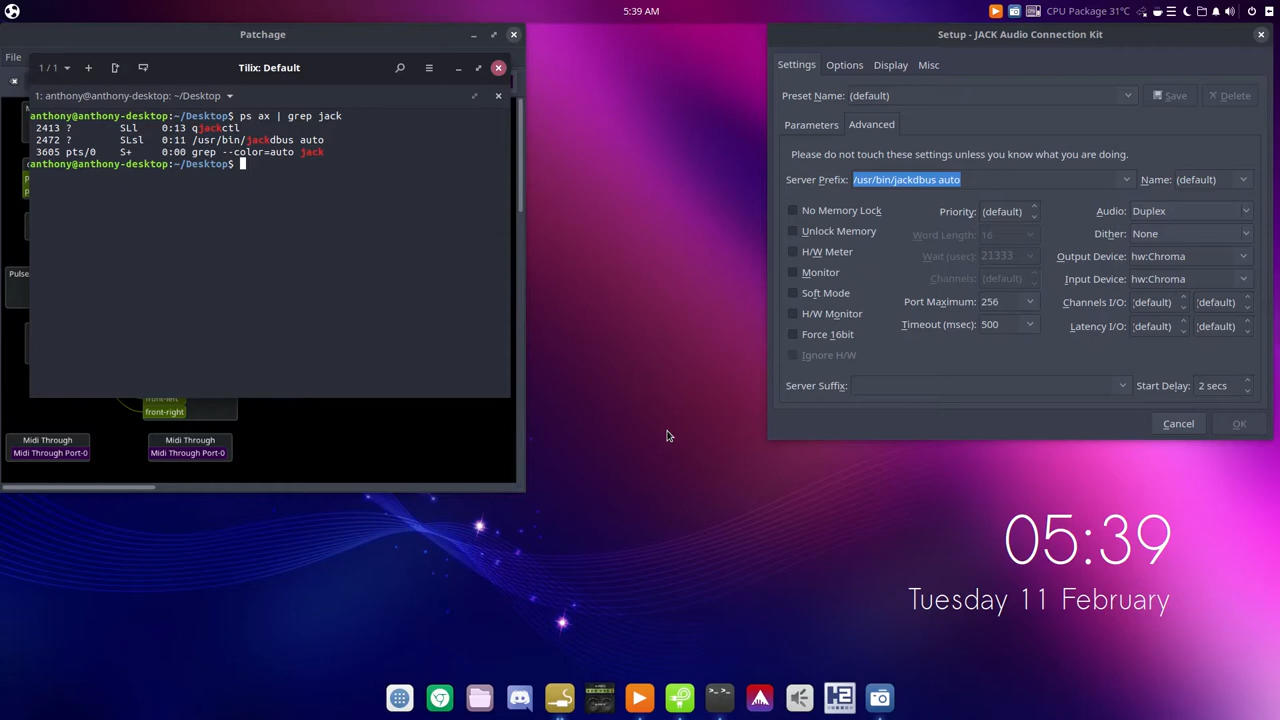 5:39 AM
CPU Package 31°C
Patchage
File
1 / 1
Tilix: Default
1: anthony@anthony-desktop: ~/Desktop
anthony@anthony-desktop:~/Desktop$ ps ax | grep jack
2413 ? SLl 0:13 qjackctl
2472 ? SLsl 0:11 /usr/bin/jackdbus auto
3605 pts/0 S+ 0:00 grep --color=auto jack
anthony@anthony-desktop:~/Desktop$
Pulse
front-left
front-right
Midi Through
Midi Through Port-0
Midi Through
Midi Through Port-0
Setup - JACK Audio Connection Kit
Settings Options Display Misc
Preset Name: (default) Save Delete
Parameters Advanced
Please do not touch these settings unless you know what you are doing.
Server Prefix: /usr/bin/jackdbus auto Name: (default)
No Memory Lock Priority: (default) Audio: Duplex
Unlock Memory Word Length: 16 Dither: None
H/W Meter Wait (usec): 21333 Output Device: hw:Chroma
Monitor Channels: (default) Input Device: hw:Chroma
Soft Mode Port Maximum: 256 Channels I/O: (default) (default)
H/W Monitor Timeout (msec): 500 Latency I/O: (default) (default)
Force 16bit
Ignore H/W
Server Suffix: Start Delay: 2 secs
Cancel OK
05:39
Tuesday 11 February
>_ >_
H2